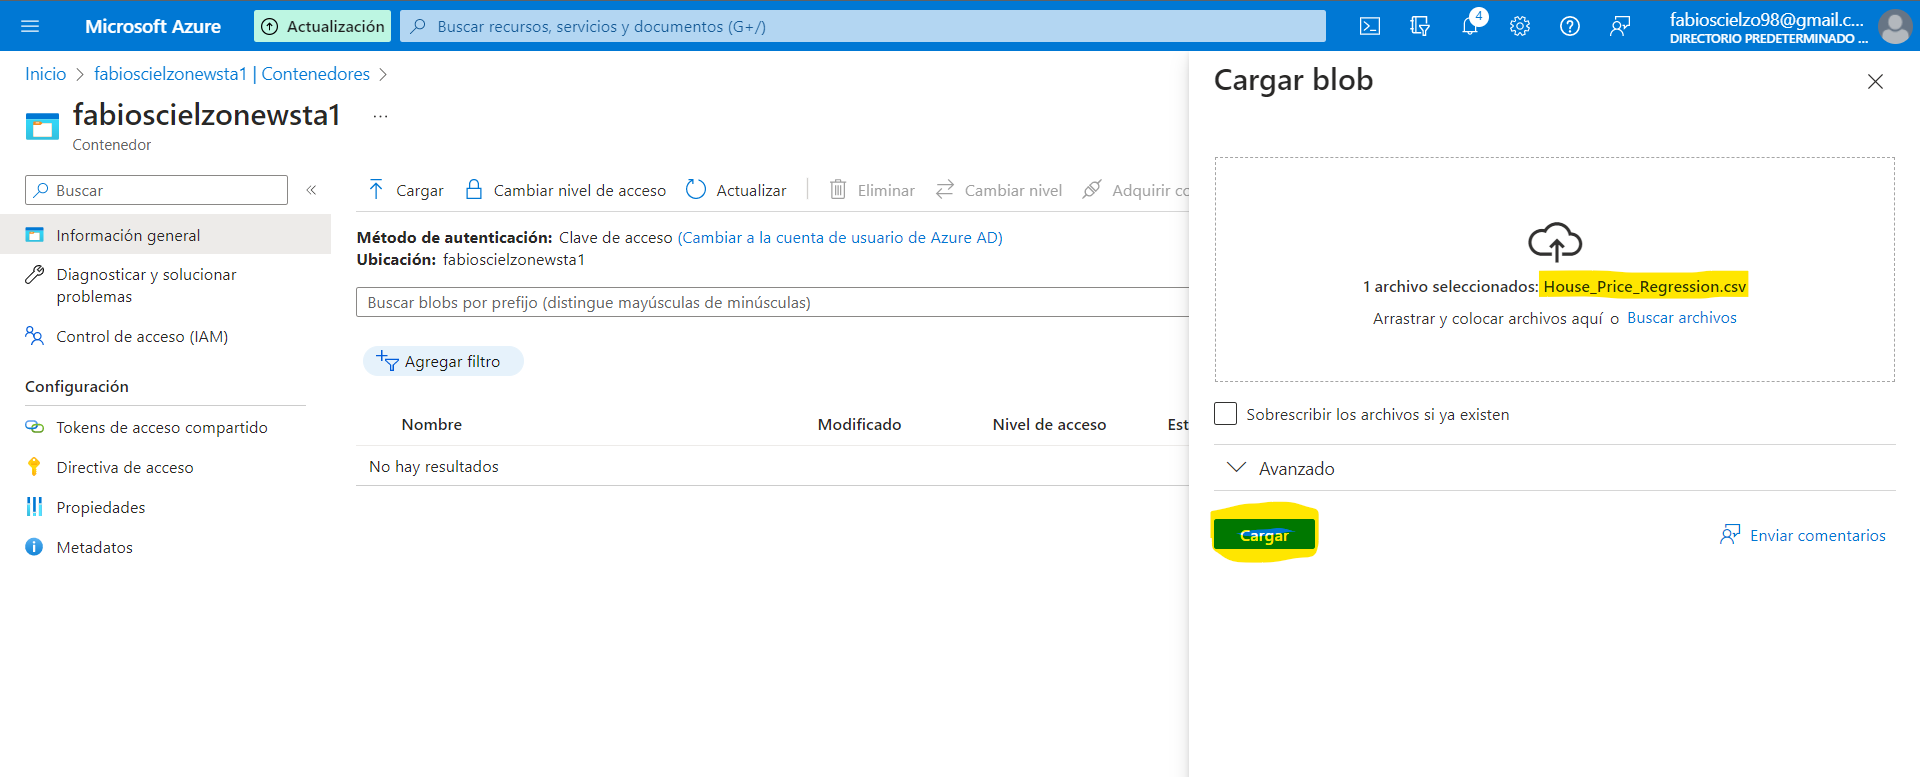 Microsoft Azure
Actualización
Buscar recursos, servicios y documentos (G+/)
4
fabioscielzo98@gmail.c...
DIRECTORIO PREDETERMINADO ...
Inicio > fabioscielzonewsta1 | Contenedores >
fabioscielzonewsta1 ...
Contenedor
Buscar
«
Información general
Diagnosticar y solucionar
problemas
Control de acceso (IAM)
Configuración
Tokens de acceso compartido
Directiva de acceso
Propiedades
Metadatos
Cargar
Cambiar nivel de acceso
Actualizar
Eliminar
Cambiar nivel
Adquirir co
Método de autenticación: Clave de acceso (Cambiar a la cuenta de usuario de Azure AD)
Ubicación: fabioscielzonewsta1
Buscar blobs por prefijo (distingue mayúsculas de minúsculas)
Agregar filtro
Nombre Modificado Nivel de acceso Est
No hay resultados
Cargar blob
1 archivo seleccionados: House_Price_Regression.csv
Arrastrar y colocar archivos aquí o Buscar archivos
Sobrescribir los archivos si ya existen
Avanzado
Cargar
Enviar comentarios